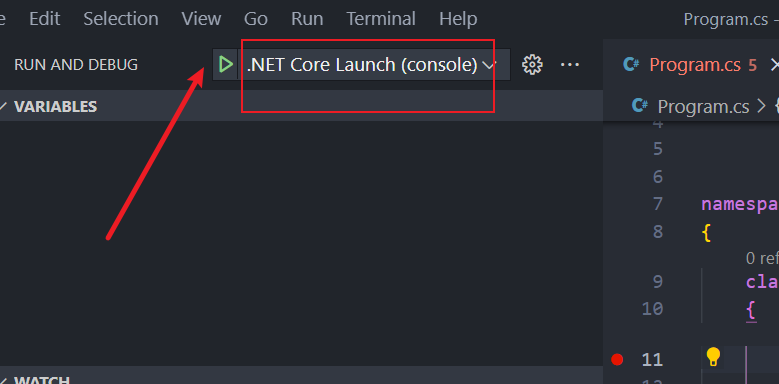 e Edit Selection View Go Run Terminal Help Program.cs -
RUN AND DEBUG .NET Core Launch (console) Program.cs 5
VARIABLES Program.cs > {
4
5
6
7 namespa
8 {
0 ref
9 cla
10 {
11
12
WATCH